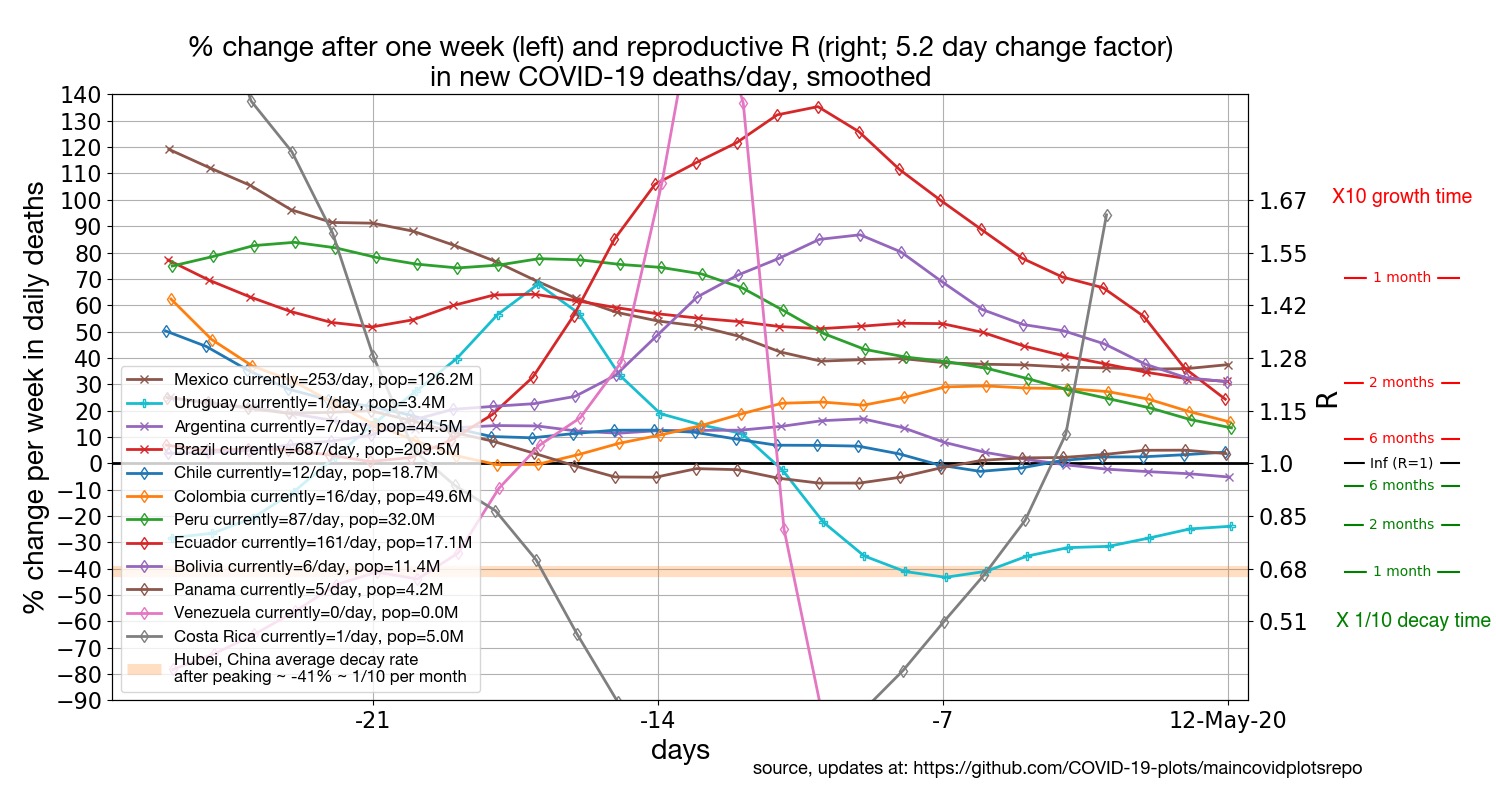 % change after one week (left) and reproductive R (right; 5.2 day change factor)
in new COVID-19 deaths/day, smoothed
% change per week in daily deaths
140
130
120
110
100
90
80
70
60
50
40
30
20
10
0
−10
−20
−30
−40
−50
−60
−70
−80
−90
Mexico currently=253/day, pop=126.2M
Uruguay currently=1/day, pop=3.4M
Argentina currently=7/day, pop=44.5M
Brazil currently=687/day, pop=209.5M
Chile currently=12/day, pop=18.7M
Colombia currently=16/day, pop=49.6M
Peru currently=87/day, pop=32.0M
Ecuador currently=161/day, pop=17.1M
Bolivia currently=6/day, pop=11.4M
Panama currently=5/day, pop=4.2M
Venezuela currently=0/day, pop=0.0M
Costa Rica currently=1/day, pop=5.0M
Hubei, China average decay rate
after peaking ~ -41% ~ 1/10 per month
-21
-14
-7
12-May-20
days
1.67
1.55
1.42
1.28
1.15
1.0
0.85
0.68
0.51
R
X10 growth time
1 month
2 months
6 months
Inf (R=1)
6 months
2 months
1 month
X 1/10 decay time
source, updates at: https://github.com/COVID-19-plots/maincovidplotsrepo